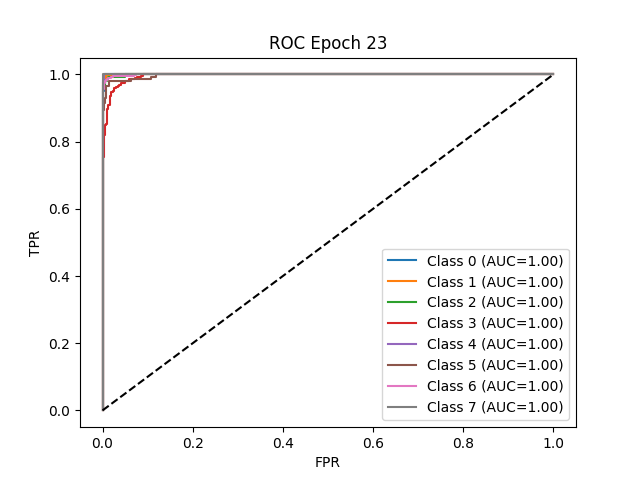 ROC Epoch 23
1.0
0.8
0.6
0.4
0.2
0.0
TPR
0.0 0.2 0.4 0.6 0.8 1.0
FPR
Class 0 (AUC=1.00)
Class 1 (AUC=1.00)
Class 2 (AUC=1.00)
Class 3 (AUC=1.00)
Class 4 (AUC=1.00)
Class 5 (AUC=1.00)
Class 6 (AUC=1.00)
Class 7 (AUC=1.00)